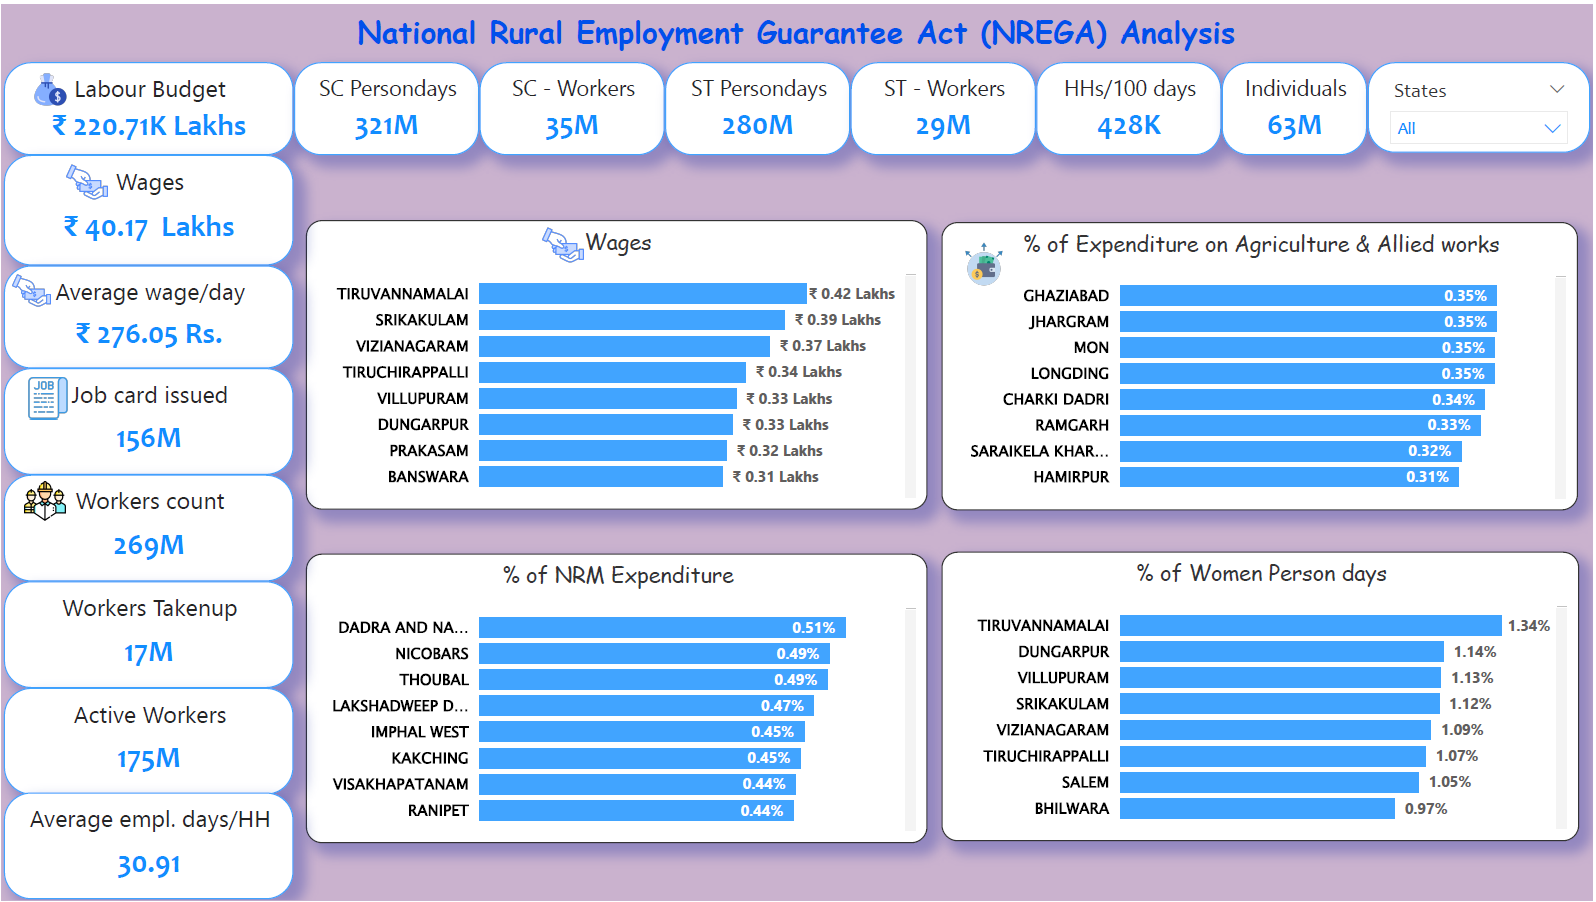 National Rural Employment Guarantee Act (NREGA) Analysis
Labour Budget
₹ 220.71K Lakhs
SC Persondays
321M
SC - Workers
35M
ST Persondays
280M
ST - Workers
29M
HHs/100 days
428K
Individuals
63M
States
All
Wages
₹ 40.17 Lakhs
Average wage/day
₹ 276.05 Rs.
JOB
Job card issued
156M
Workers count
269M
Workers Takenup
17M
Active Workers
175M
Average empl. days/HH
30.91
Wages
TIRUVANNAMALAI ₹ 0.42 Lakhs
SRIKAKULAM ₹ 0.39 Lakhs
VIZIANAGARAM ₹ 0.37 Lakhs
TIRUCHIRAPPALLI ₹ 0.34 Lakhs
VILLUPURAM ₹ 0.33 Lakhs
DUNGARPUR ₹ 0.33 Lakhs
PRAKASAM ₹ 0.32 Lakhs
BANSWARA ₹ 0.31 Lakhs
% of Expenditure on Agriculture & Allied works
GHAZIABAD 0.35%
JHARGRAM 0.35%
MON 0.35%
LONGDING 0.35%
CHARKI DADRI 0.34%
RAMGARH 0.33%
SARAIKELA KHAR... 0.32%
HAMIRPUR 0.31%
% of NRM Expenditure
DADRA AND NA... 0.51%
NICOBARS 0.49%
THOUBAL 0.49%
LAKSHADWEEP D... 0.47%
IMPHAL WEST 0.45%
KAKCHING 0.45%
VISAKHAPATANAM 0.44%
RANIPET 0.44%
% of Women Person days
TIRUVANNAMALAI 1.34%
DUNGARPUR 1.14%
VILLUPURAM 1.13%
SRIKAKULAM 1.12%
VIZIANAGARAM 1.09%
TIRUCHIRAPPALLI 1.07%
SALEM 1.05%
BHILWARA 0.97%